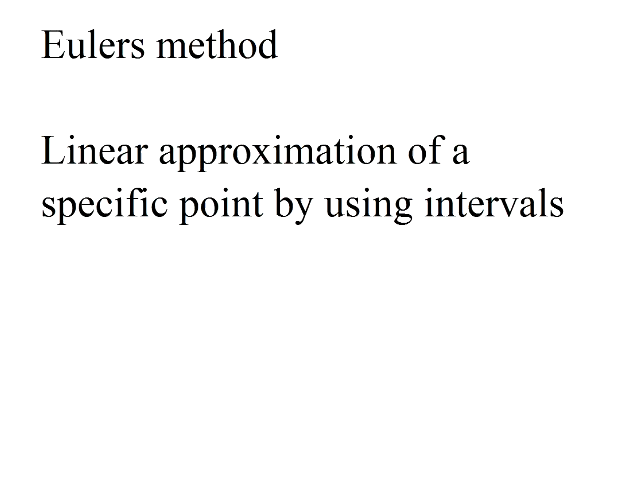 Eulers method
Linear approximation of a
specific point by using intervals